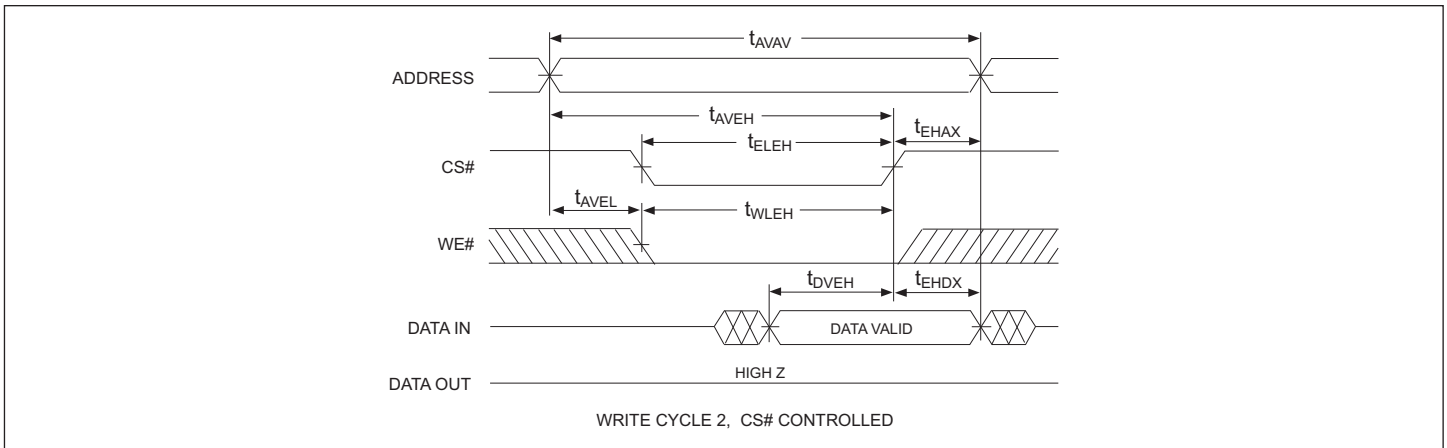 tAVAV
ADDRESS
tAVEH
tEHAX
tELEH
CS#
tAVEL
tWLEH
WE#
tDVEH
tEHDX
DATA IN
DATA VALID
HIGH Z
DATA OUT
WRITE CYCLE 2, CS# CONTROLLED